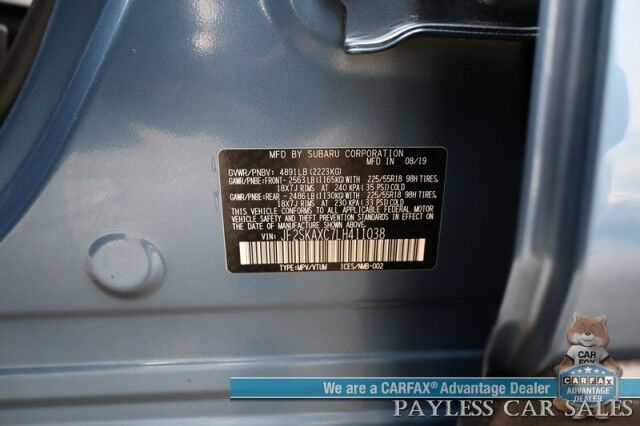 MFD BY SUBARU CORPORATION
MFD IN 08/19
GVWR/PNBV: 4891LB(2223KG)
GAWR/PNBE:FRONT- 2563LB(1165KG)WITH 225/55R18 98H TIRES,
18X7J RIMS AT 240 KPA(35 PSI)COLD
GAWR/PNBE:REAR - 2486LB(1130KG)WITH 225/55R18 98H TIRES,
18X7J RIMS AT 230 KPA(33 PSI)COLD
THIS VEHICLE CONFORMS TO ALL APPLICABLE FEDERAL MOTOR
VEHICLE SAFETY AND THEFT PREVENTION STANDARDS IN
EFFECT ON THE DATE OF MANUFACTURE SHOWN ABOVE.
VIN: JF2SKAXC7LH411038
TYPE:MPV/VTUM ICES/NMB-002
CAR FOX
We are a CARFAX® Advantage Dealer
CARFAX
ADVANTAGE
DEALER
PAYLESS CAR SALES